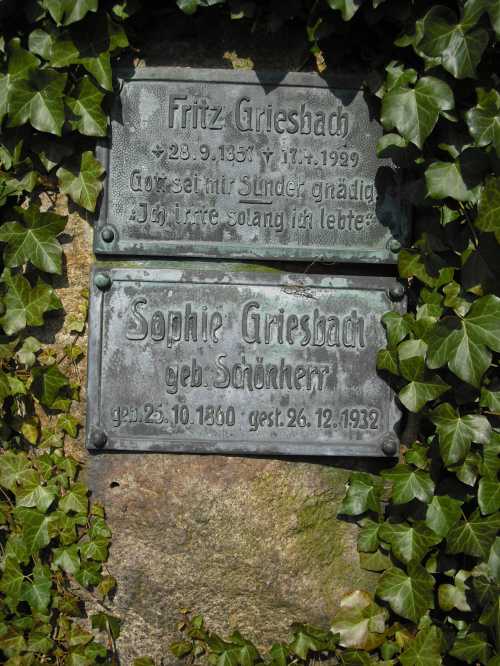 Fritz Griesbach
* 28.9.1857 † 17.4.1929
Gott sei mir Sünder gnädig.
„Ich irrte solang ich lebte“
Sophie Griesbach
geb. Schönherr
geb. 25.10.1860 gest. 26.12.1932